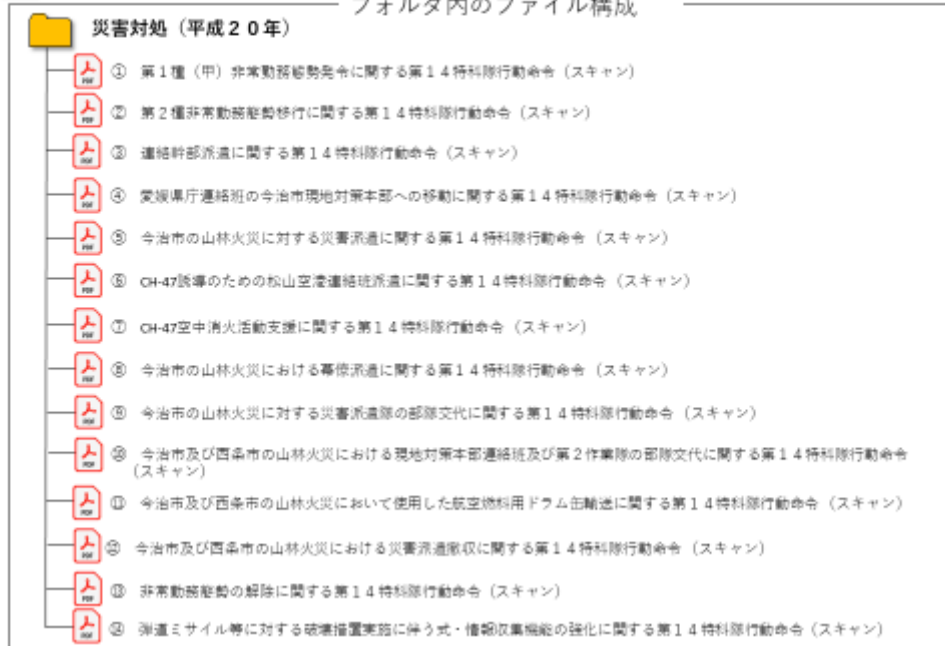 フォルダ内のファイル構成
災害対処（平成２０年）
① 第１種（甲）非常勤務態勢発令に関する第１４特科隊行動命令（スキャン）
② 第２種非常勤務態勢移行に関する第１４特科隊行動命令（スキャン）
③ 連絡幹部派遣に関する第１４特科隊行動命令（スキャン）
④ 愛媛県庁連絡班の今治市現地対策本部への移動に関する第１４特科隊行動命令（スキャン）
⑤ 今治市の山林火災に対する災害派遣に関する第１４特科隊行動命令（スキャン）
⑥ CH-47誘導のための松山空港連絡班派遣に関する第１４特科隊行動命令（スキャン）
⑦ CH-47空中消火活動支援に関する第１４特科隊行動命令（スキャン）
⑧ 今治市の山林火災における幕僚派遣に関する第１４特科隊行動命令（スキャン）
⑨ 今治市の山林火災に対する災害派遣隊の部隊交代に関する第１４特科隊行動命令（スキャン）
⑩ 今治市及び西条市の山林火災における現地対策本部連絡班及び第２作業隊の部隊交代に関する第１４特科隊行動命令
（スキャン）
⑪ 今治市及び西条市の山林火災において使用した航空燃料用ドラム缶輸送に関する第１４特科隊行動命令（スキャン）
⑫ 今治市及び西条市の山林火災における災害派遣撤収に関する第１４特科隊行動命令（スキャン）
⑬ 非常勤務態勢の解除に関する第１４特科隊行動命令（スキャン）
⑭ 弾道ミサイル等に対する破壊措置実施に伴う式・情報収集機能の強化に関する第１４特科隊行動命令（スキャン）